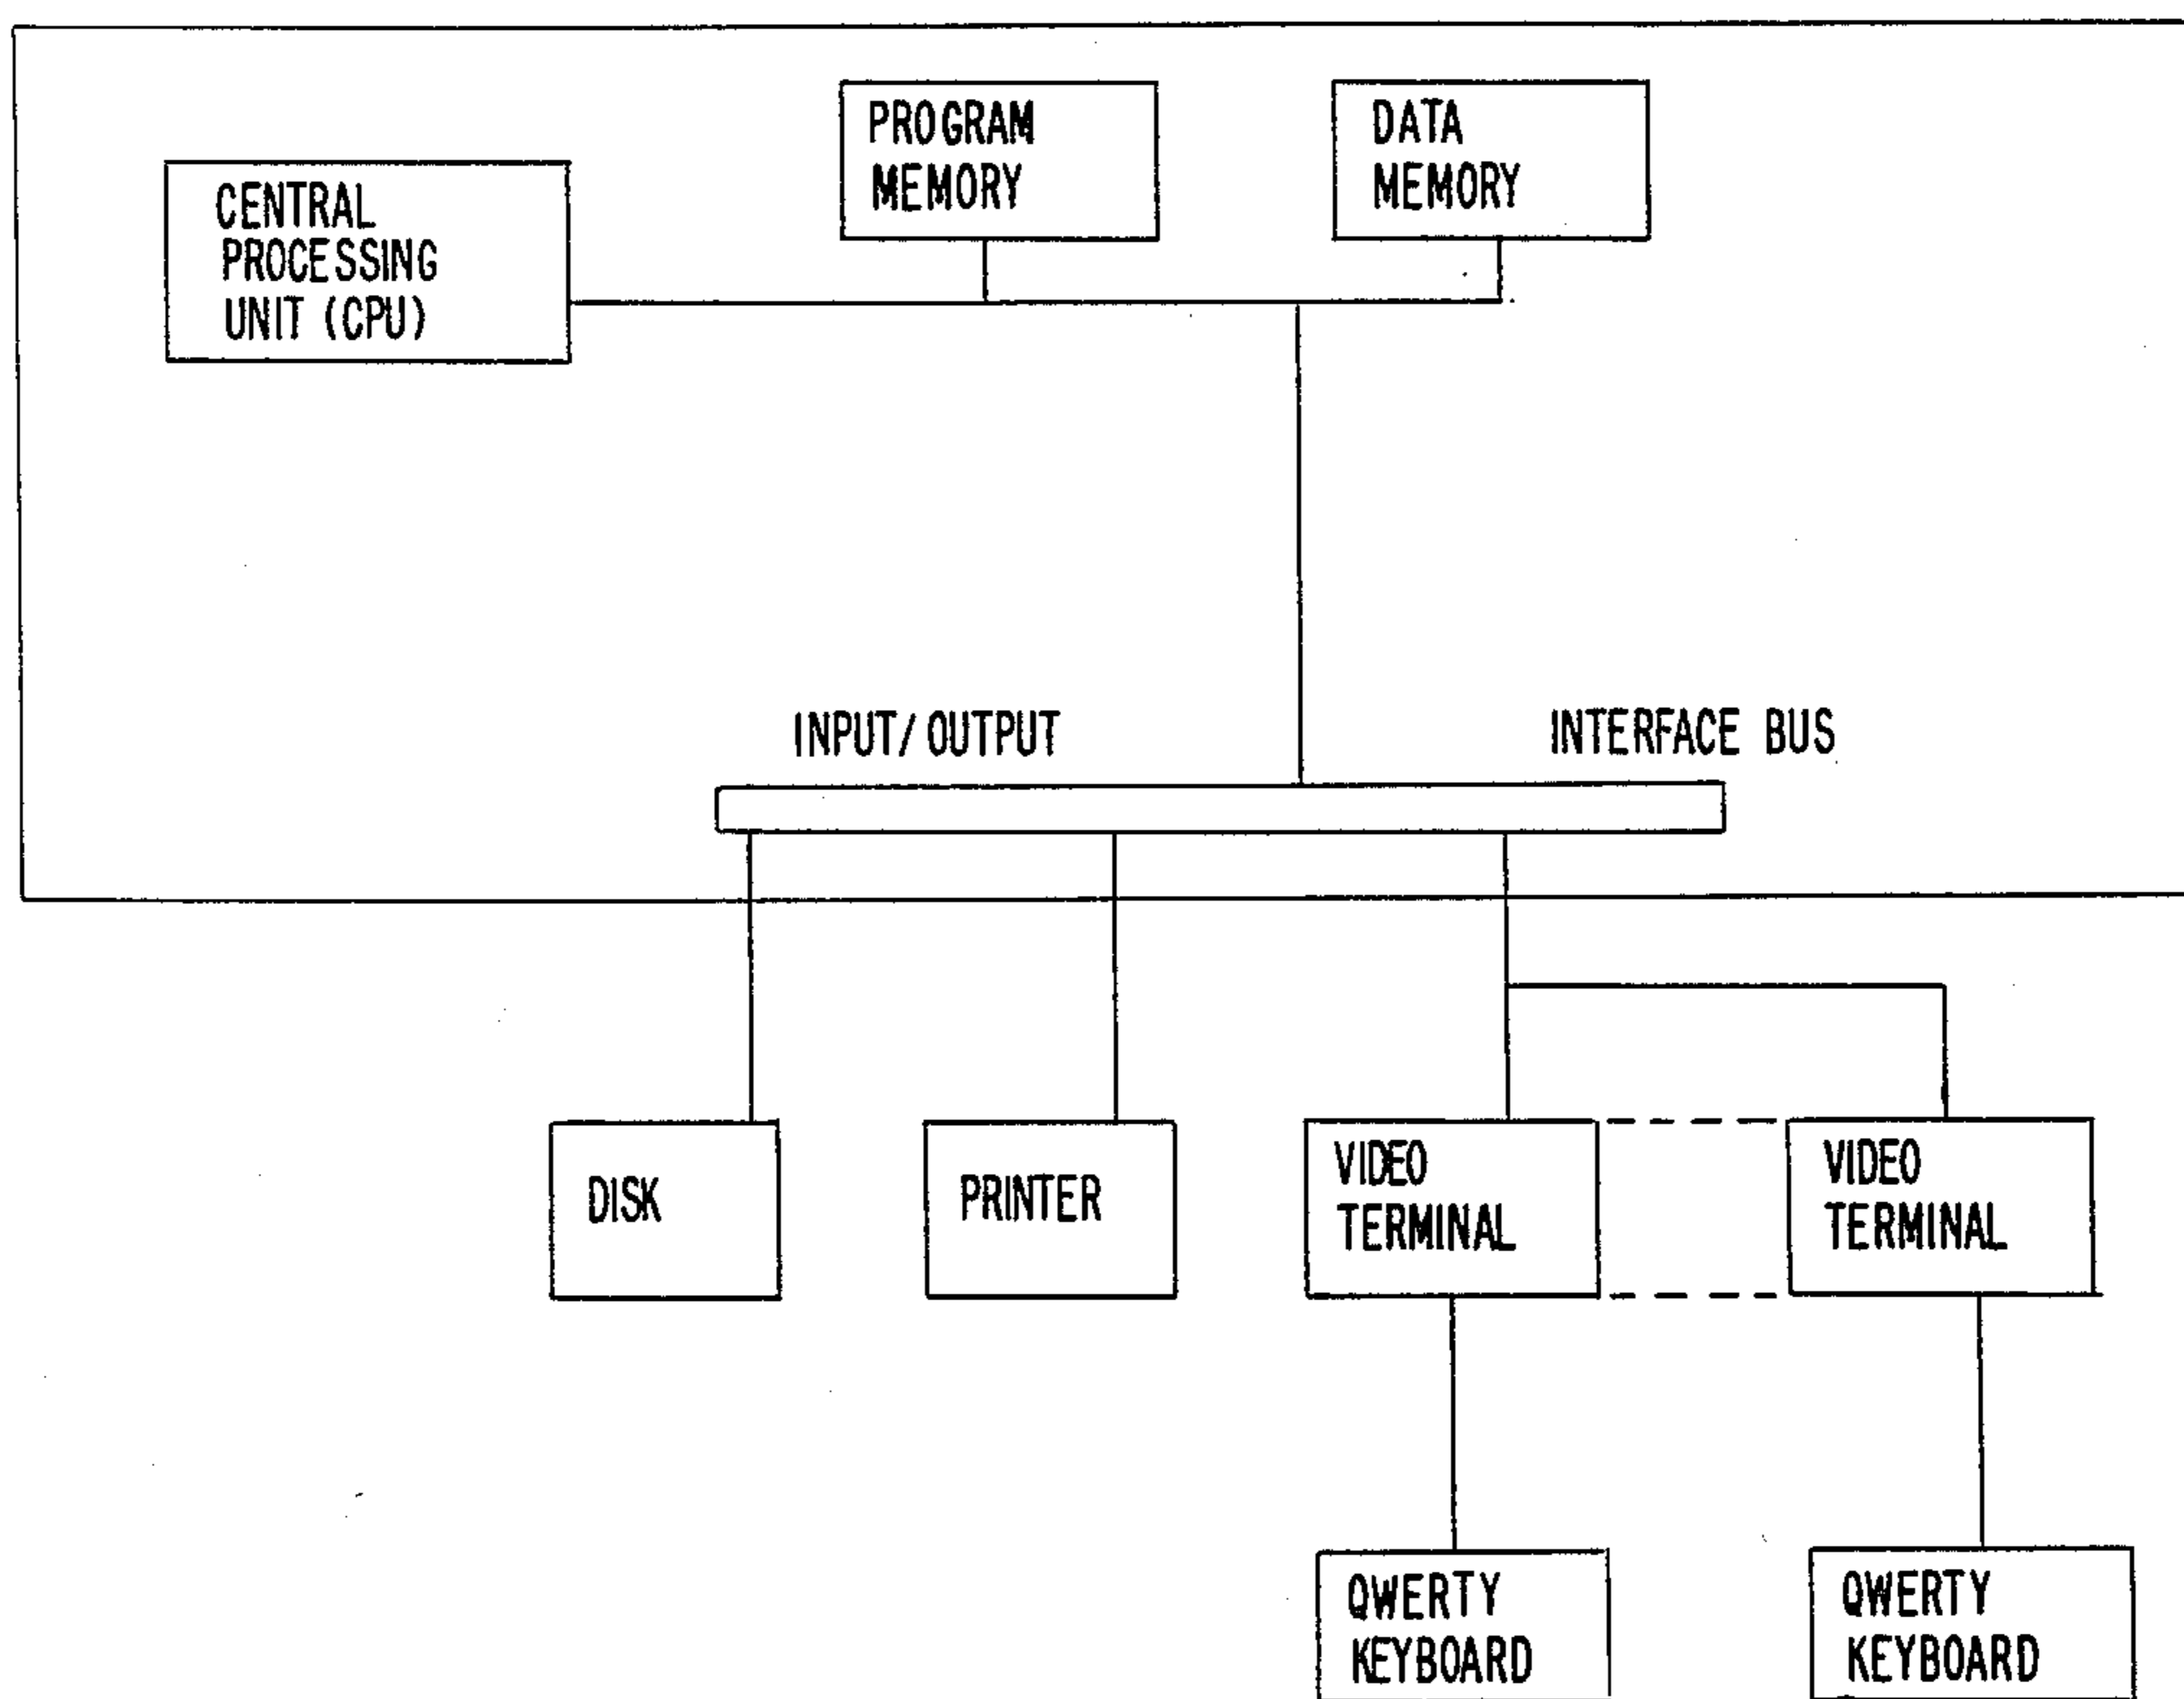 PROGRAM
MEMORY
DATA
MEMORY
CENTRAL
PROCESSING
UNIT (CPU)
INPUT/OUTPUT
INTERFACE BUS
DISK
PRINTER
VIDEO
TERMINAL
VIDEO
TERMINAL
QWERTY
KEYBOARD
QWERTY
KEYBOARD